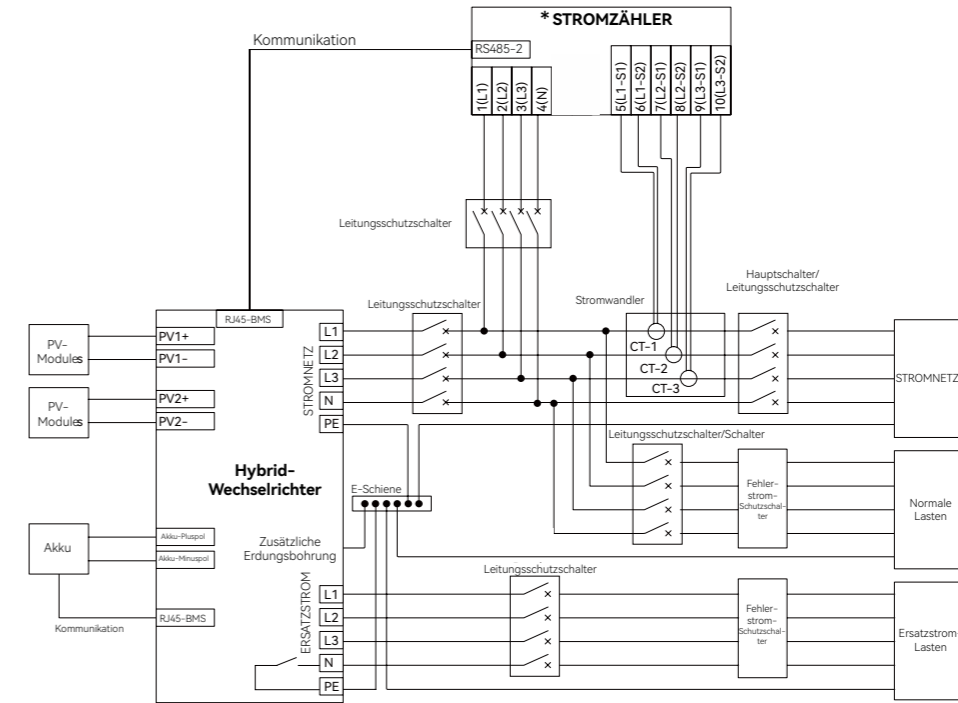 * STROMZÄHLER
Kommunikation
RS485-2
1(L1)
2(L2)
3(L3)
4(N)
5(L1-S1)
6(L1-S2)
7(L2-S1)
8(L2-S2)
9(L3-S1)
10(L3-S2)
Leitungsschutzschalter
Hauptschalter/
Leitungsschutzschalter
Leitungsschutzschalter
Stromwandler
RJ45-BMS
PV-
Modules
PV1+
PV1-
PV-
Modules
PV2+
PV2-
STROMNETZ
L1
L2
L3
N
PE
CT-1
CT-2
CT-3
STROMNETZ
Leitungsschutzschalter/Schalter
Hybrid-
Wechselrichter
E-Schiene
Fehler-
strom-
Schutzschal-
ter
Normale
Lasten
Akku
Akku-Pluspol
Akku-Minuspol
Zusätzliche
Erdungsbohrung
Leitungsschutzschalter
RJ45-BMS
Kommunikation
ERSATZSTROM
L1
L2
L3
N
PE
Fehler-
strom-
Schutzschal-
ter
Ersatzstrom-
Lasten